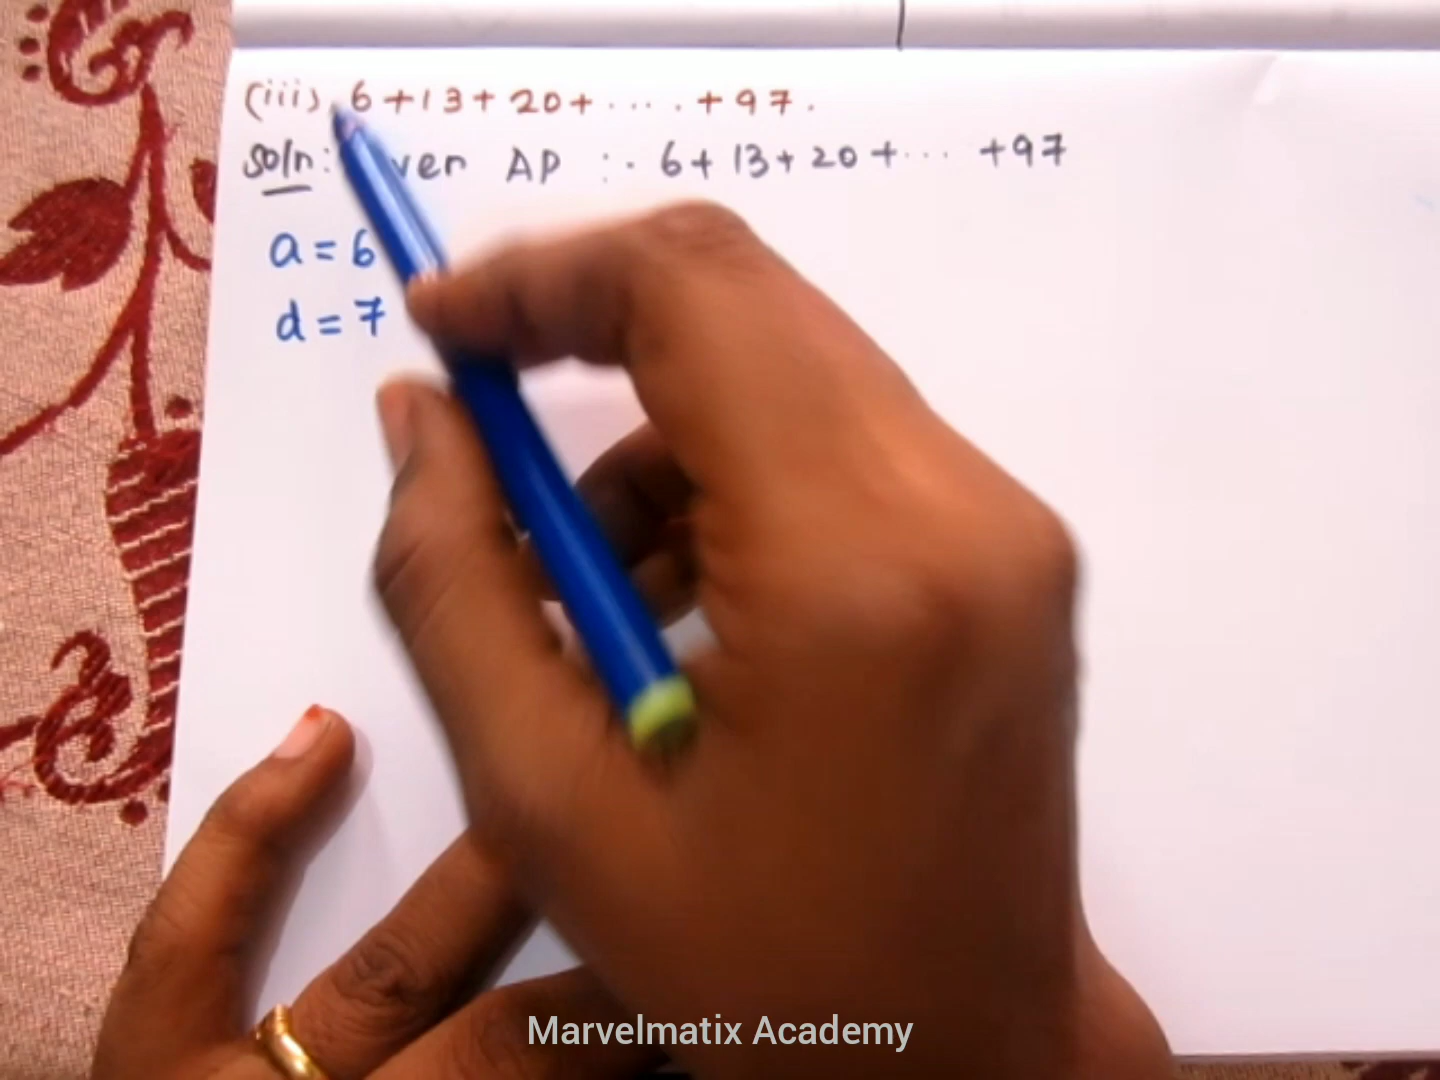 (iii) 6+13+20+.....+97.
Soln: ven AP :- 6+13+20+... +97
a=6
d=7
Marvelmatix Academy